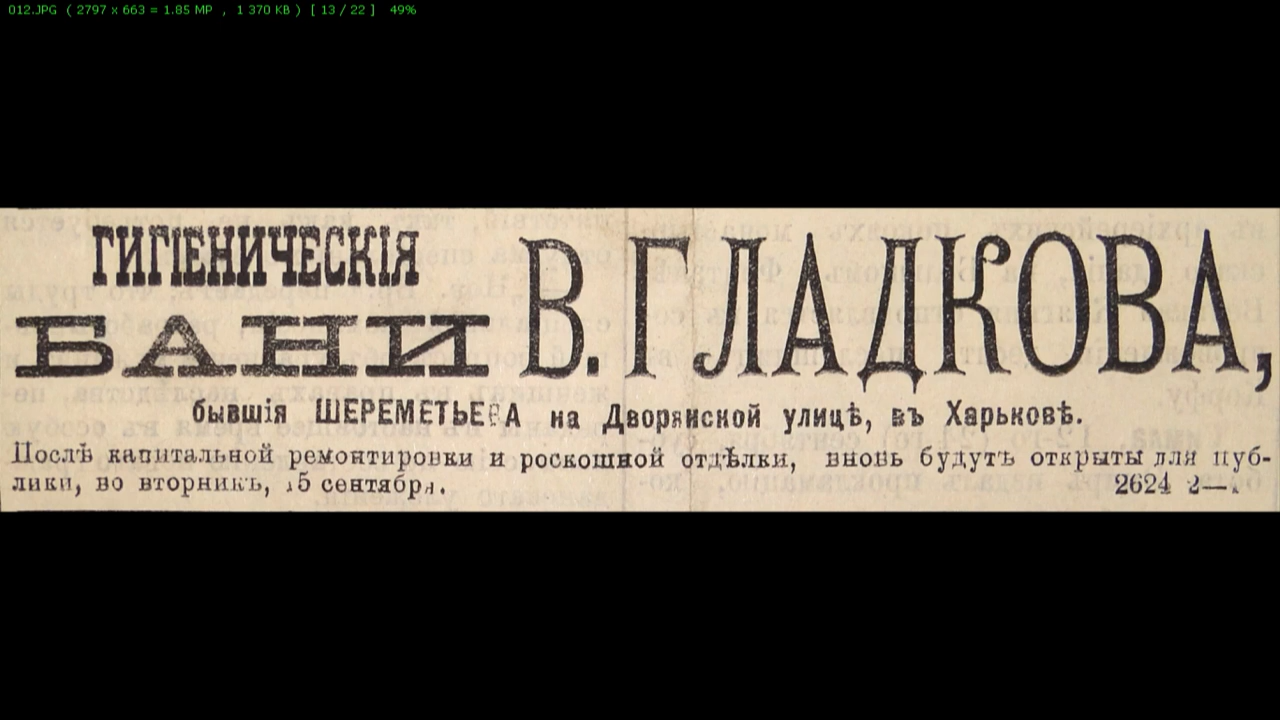 012.JPG ( 2797 x 663 = 1.85 MP , 1 370 KB ) [ 13 / 22 ] 49%
ГИГІЕНИЧЕСКІЯ
БАНИ В. ГЛАДКОВА,
бывшія ШЕРЕМЕТЬЕВА на Дворянской улицѣ, въ Харьковѣ.
Послѣ капитальной ремонтировки и роскошной отдѣлки, вновь будутъ открыты для пуб-
лики, во вторникъ, 15 сентября.
2624